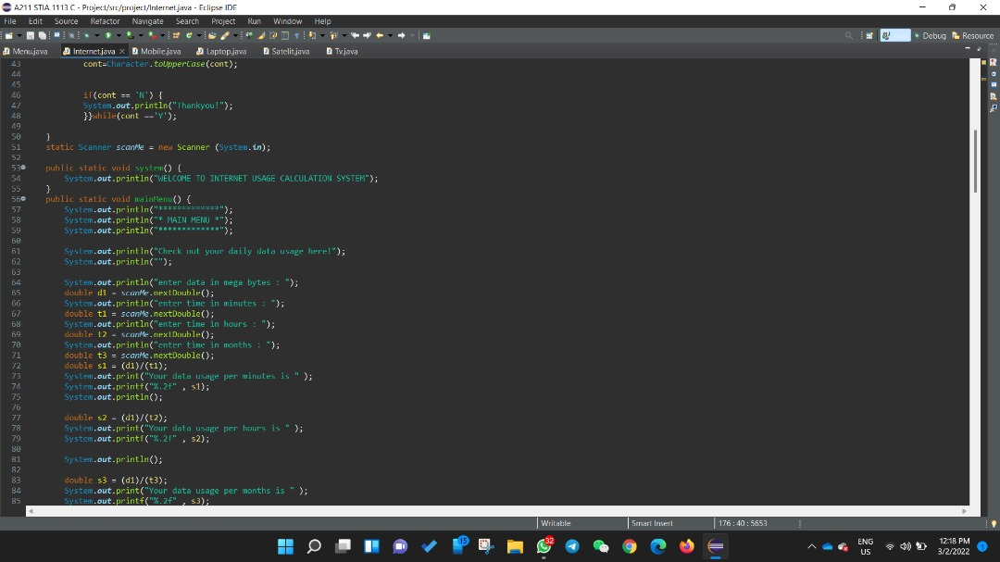 A211 STIA 1113 C - Project/src/project/Internet.java - Eclipse IDE
File Edit Source Refactor Navigate Search Project Run Window Help
Debug Resource
Menu.java Internet.java Mobile.java Laptop.java Satelit.java Tv.java
43 cont=Character.toUpperCase(cont);
44
45
46 if(cont == 'N') {
47 System.out.println("Thankyou!");
48 }}while(cont =='Y');
49
50 }
51 static Scanner scanMe = new Scanner (System.in);
52
53 public static void system() {
54 System.out.println("WELCOME TO INTERNET USAGE CALCULATION SYSTEM");
55 }
56 public static void mainMenu() {
57 System.out.println("*************");
58 System.out.println("* MAIN MENU *");
59 System.out.println("*************");
60
61 System.out.println("Check out your daily data usage here!");
62 System.out.println("");
63
64 System.out.println("enter data in mega bytes : ");
65 double d1 = scanMe.nextDouble();
66 System.out.println("enter time in minutes : ");
67 double t1 = scanMe.nextDouble();
68 System.out.println("enter time in hours : ");
69 double t2 = scanMe.nextDouble();
70 System.out.println("enter time in months : ");
71 double t3 = scanMe.nextDouble();
72 double s1 = (d1)/(t1);
73 System.out.print("Your data usage per minutes is " );
74 System.out.printf("%.2f" , s1);
75 System.out.println();
76
77 double s2 = (d1)/(t2);
78 System.out.print("Your data usage per hours is " );
79 System.out.printf("%.2f" , s2);
80
81 System.out.println();
82
83 double s3 = (d1)/(t3);
84 System.out.print("Your data usage per months is " );
85 System.out.printf("%.2f" , s3);
Writable Smart Insert 176 : 40 : 5653
15 32 ENG US 12:18 PM 3/2/2022 1